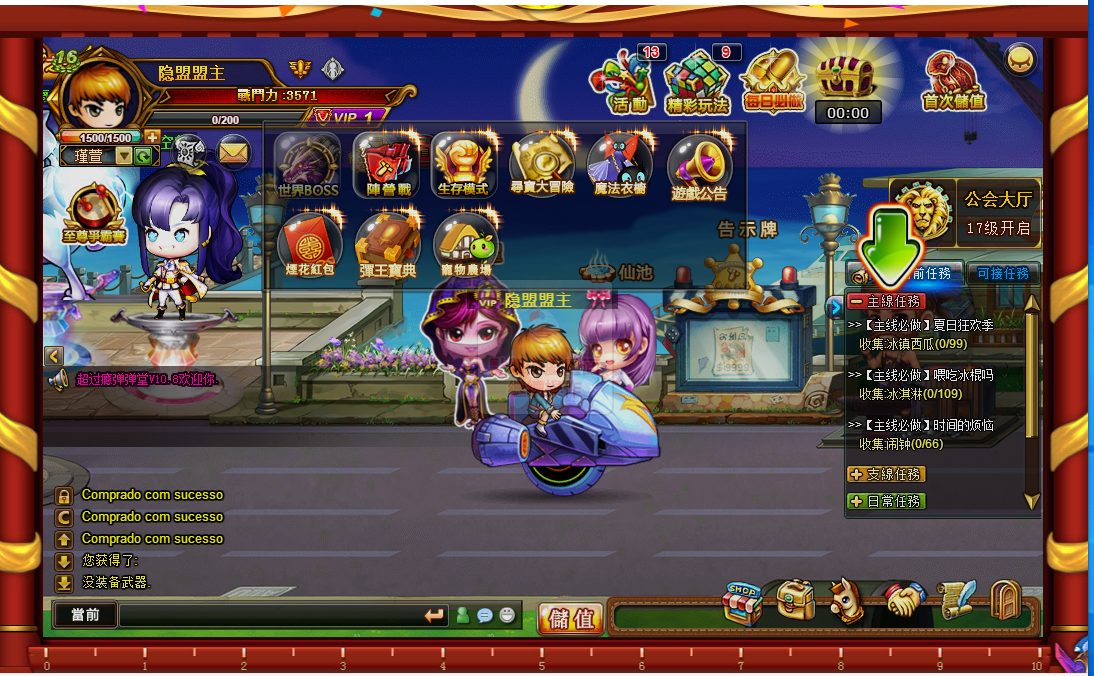 16
隐盟盟主
戰鬥力 :3571
0/200
VIP 1
1500/1500
瑾萱
13
活動
9
精彩玩法
每日必做
00:00
首次儲值
世界BOSS
陣營戰
生存模式
尋寶大冒險
魔法衣櫥
遊戲公告
煙花紅包
彈王寶典
寵物農場
至尊爭霸賽
公会大厅
17级开启
告示牌
仙池
VIP 隐盟盟主
前任務
可接任務
主線任務
>>【主线必做】夏日狂欢季
收集:冰镇西瓜(0/99)
>>【主线必做】喂吃冰棍吗
收集:冰淇淋(0/109)
>>【主线必做】时间的烦恼
收集:闹钟(0/66)
支線任務
日常任務
超过瘾弹弹堂V10.8欢迎你.
Comprado com sucesso
Comprado com sucesso
Comprado com sucesso
您获得了:
没装备武器.
當前
儲值
SHOP
0 1 2 3 4 5 6 7 8 9 10